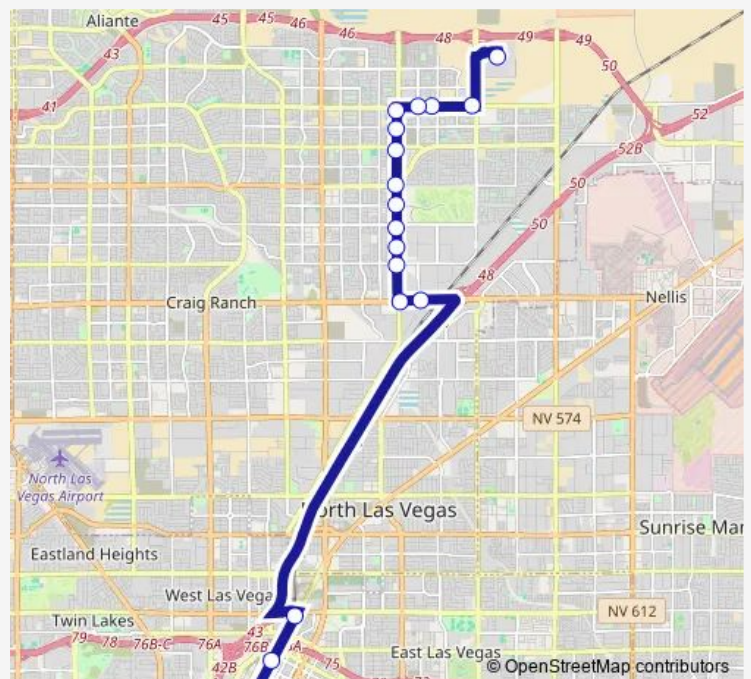 Aliante
45
45
46
46
48
49
49
43
50
41
52
52B
50
50
48
Craig Ranch
Nellis
NV 574
North Las
Vegas Airport
orth Las Vegas
Sunrise Mar
Eastland Heights
West Las Vega
NV 612
Twin Lakes
43
79
78
76B-C
76A
76B
6A
75
42B
East Las Vegas
© OpenStreetMap contributors